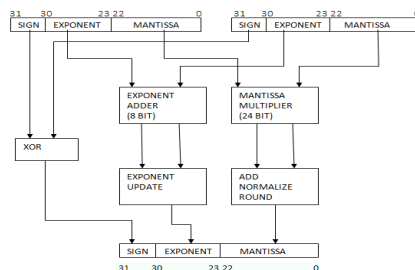 31 30 23 22 0 31 30 23 22 0
SIGN EXPONENT MANTISSA SIGN EXPONENT MANTISSA
EXPONENT
ADDER
(8 BIT)
MANTISSA
MULTIPLIER
(24 BIT)
XOR
EXPONENT
UPDATE
ADD
NORMALIZE
ROUND
SIGN EXPONENT MANTISSA
31 30 23 22 0